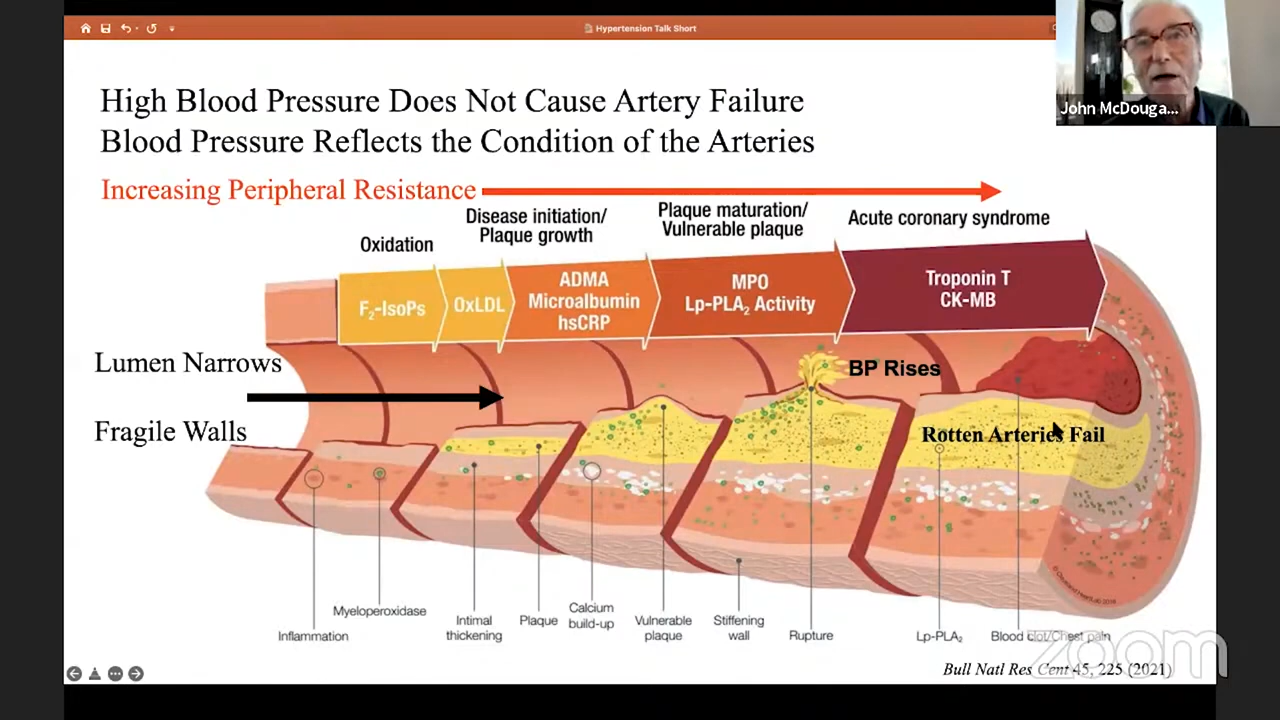 Hypertension Talk Short
John McDouga...
High Blood Pressure Does Not Cause Artery Failure
Blood Pressure Reflects the Condition of the Arteries
Increasing Peripheral Resistance
Oxidation
Disease initiation/
Plaque growth
Plaque maturation/
Vulnerable plaque
Acute coronary syndrome
F₂-IsoPs
OxLDL
ADMA
Microalbumin
hsCRP
MPO
Lp-PLA₂ Activity
Troponin T
CK-MB
Lumen Narrows
BP Rises
Fragile Walls
Rotten Arteries Fail
Inflammation
Myeloperoxidase
Intimal
thickening
Plaque
Calcium
build-up
Vulnerable
plaque
Stiffening
wall
Rupture
Lp-PLA₂
Blood clot/Chest pain
zoom
Bull Natl Res Cent 45, 225 (2021)